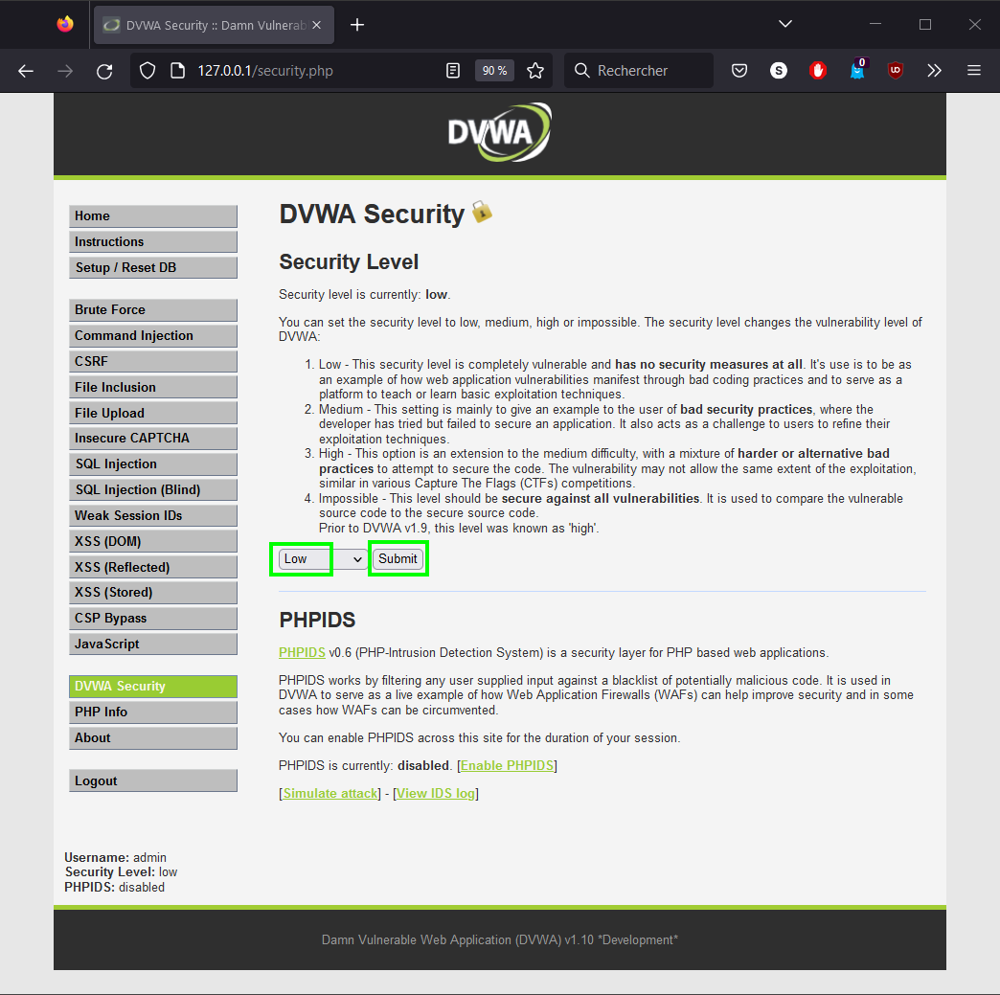 DVWA Security :: Damn Vulnerab
127.0.0.1/security.php
90 %
Rechercher
S
0
UD
DVWA
Home
Instructions
Setup / Reset DB
Brute Force
Command Injection
CSRF
File Inclusion
File Upload
Insecure CAPTCHA
SQL Injection
SQL Injection (Blind)
Weak Session IDs
XSS (DOM)
XSS (Reflected)
XSS (Stored)
CSP Bypass
JavaScript
DVWA Security
PHP Info
About
Logout
DVWA Security
Security Level
Security level is currently: low.
You can set the security level to low, medium, high or impossible. The security level changes the vulnerability level of
DVWA:
1. Low - This security level is completely vulnerable and has no security measures at all. It's use is to be as
an example of how web application vulnerabilities manifest through bad coding practices and to serve as a
platform to teach or learn basic exploitation techniques.
2. Medium - This setting is mainly to give an example to the user of bad security practices, where the
developer has tried but failed to secure an application. It also acts as a challenge to users to refine their
exploitation techniques.
3. High - This option is an extension to the medium difficulty, with a mixture of harder or alternative bad
practices to attempt to secure the code. The vulnerability may not allow the same extent of the exploitation,
similar in various Capture The Flags (CTFs) competitions.
4. Impossible - This level should be secure against all vulnerabilities. It is used to compare the vulnerable
source code to the secure source code.
Prior to DVWA v1.9, this level was known as 'high'.
Low
Submit
PHPIDS
PHPIDS v0.6 (PHP-Intrusion Detection System) is a security layer for PHP based web applications.
PHPIDS works by filtering any user supplied input against a blacklist of potentially malicious code. It is used in
DVWA to serve as a live example of how Web Application Firewalls (WAFs) can help improve security and in some
cases how WAFs can be circumvented.
You can enable PHPIDS across this site for the duration of your session.
PHPIDS is currently: disabled. [Enable PHPIDS]
[Simulate attack] - [View IDS log]
Username: admin
Security Level: low
PHPIDS: disabled
Damn Vulnerable Web Application (DVWA) v1.10 *Development*